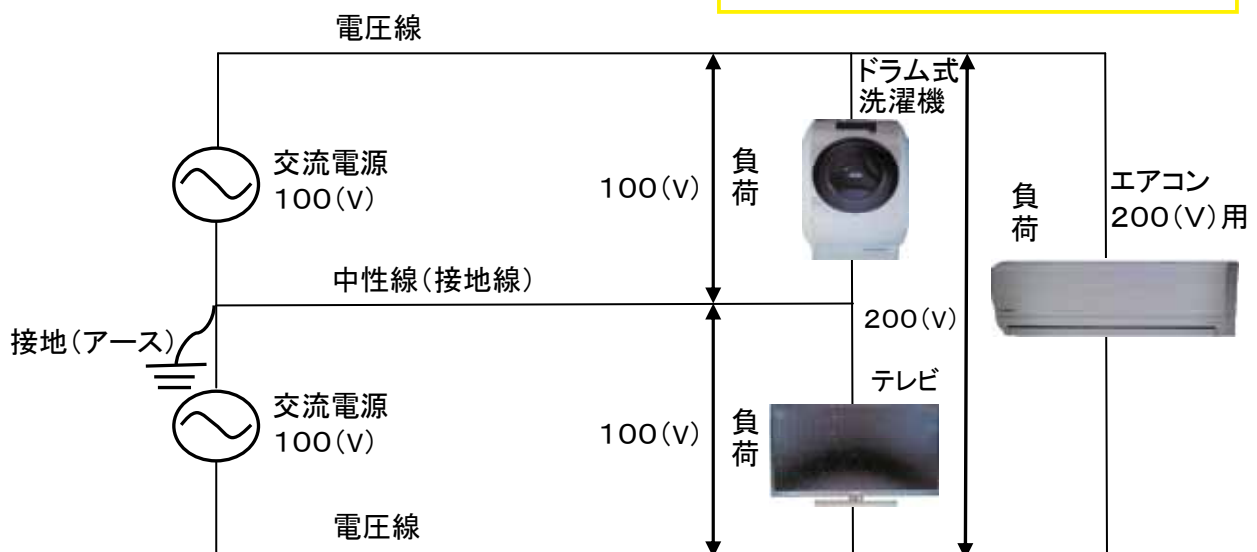 電圧線
ドラム式
洗濯機
交流電源
100(V)
100(V)
負荷
エアコン
200(V)用
負荷
中性線(接地線)
200(V)
接地(アース)
テレビ
交流電源
100(V)
100(V)
負荷
電圧線